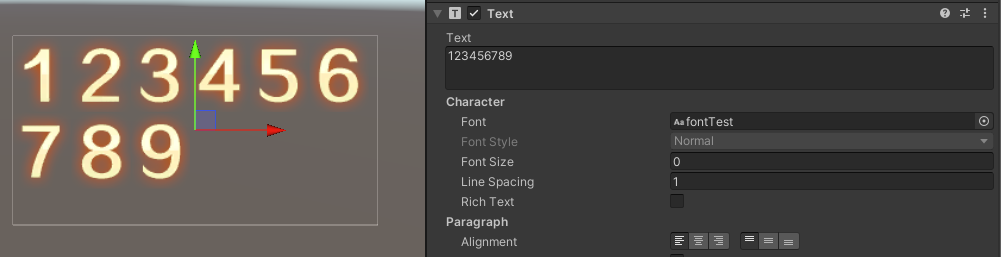 123456
789
Text
Text
123456789
Character
Font
Aa fontTest
Font Style
Normal
Font Size
0
Line Spacing
1
Rich Text
Paragraph
Alignment